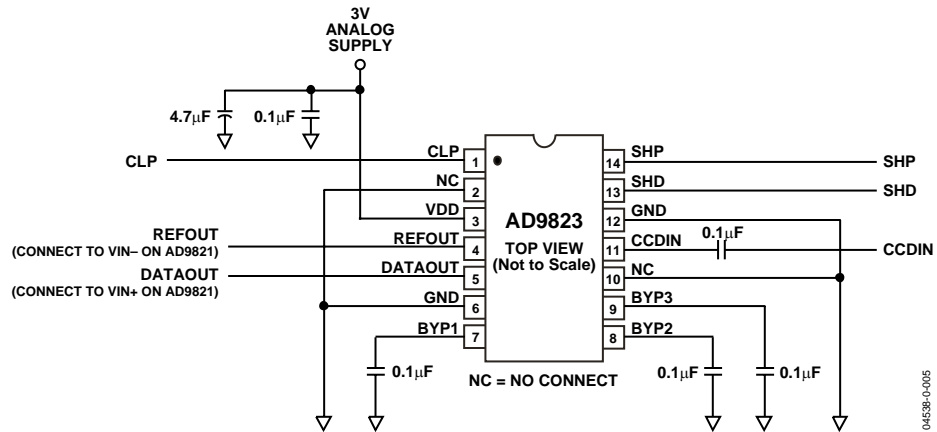 3V
ANALOG
SUPPLY
4.7μF
0.1μF
CLP
CLP
1
NC
2
VDD
3
REFOUT
(CONNECT TO VIN– ON AD9821)
REFOUT
4
DATAOUT
(CONNECT TO VIN+ ON AD9821)
DATAOUT
5
GND
6
BYP1
7
0.1μF
AD9823
TOP VIEW
(Not to Scale)
14
SHP
SHP
13
SHD
SHD
12
GND
11
CCDIN
0.1μF
CCDIN
10
NC
9
BYP3
8
BYP2
0.1μF
0.1μF
NC = NO CONNECT
04538-0-005